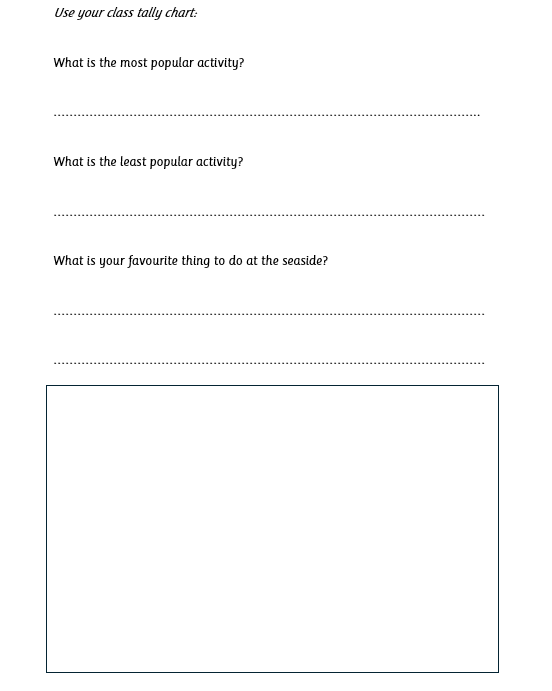 Use your class tally chart:
What is the most popular activity?
What is the least popular activity?
What is your favourite thing to do at the seaside?